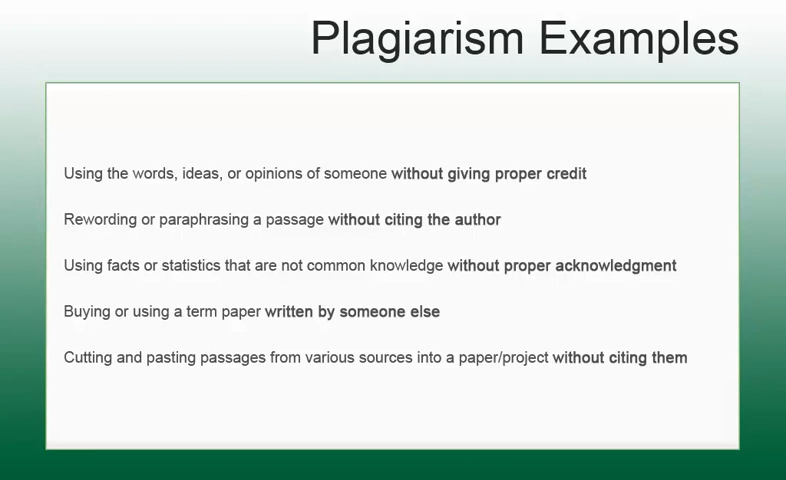 Plagiarism Examples
Using the words, ideas, or opinions of someone without giving proper credit
Rewording or paraphrasing a passage without citing the author
Using facts or statistics that are not common knowledge without proper acknowledgment
Buying or using a term paper written by someone else
Cutting and pasting passages from various sources into a paper/project without citing them